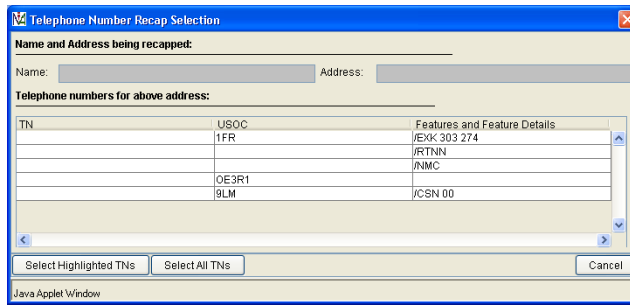 Telephone Number Recap Selection
Name and Address being recapped:
Name: Address:
Telephone numbers for above address:
TN USOC Features and Feature Details
1FR /EXK 303 274
/RTNN
/NMC
OE3R1
9LM /CSN 00
Select Highlighted TNs Select All TNs Cancel
Java Applet Window